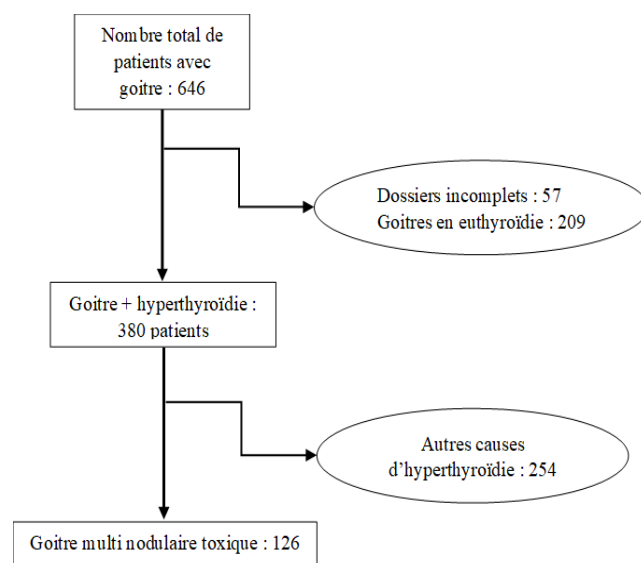 Nombre total de
patients avec
goitre : 646
Dossiers incomplets : 57
Goitres en euthyroïdie : 209
Goitre + hyperthyroïdie :
380 patients
Autres causes
d’hyperthyroïdie : 254
Goitre multi nodulaire toxique : 126